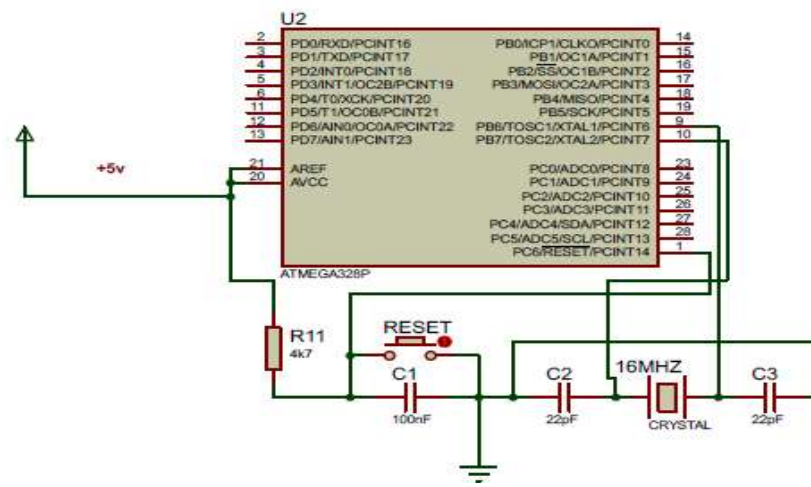 U2
2 PD0/RXD/PCINT16 PB0/ICP1/CLKO/PCINT0 14
3 PD1/TXD/PCINT17 PB1/OC1A/PCINT1 15
4 PD2/INT0/PCINT18 PB2/SS/OC1B/PCINT2 16
5 PD3/INT1/OC2B/PCINT19 PB3/MOSI/OC2A/PCINT3 17
6 PD4/T0/XCK/PCINT20 PB4/MISO/PCINT4 18
11 PD5/T1/OC0B/PCINT21 PB5/SCK/PCINT5 19
12 PD6/AIN0/OC0A/PCINT22 PB6/TOSC1/XTAL1/PCINT6 9
13 PD7/AIN1/PCINT23 PB7/TOSC2/XTAL2/PCINT7 10
+5v
21 AREF PC0/ADC0/PCINT8 23
20 AVCC PC1/ADC1/PCINT9 24
PC2/ADC2/PCINT10 25
PC3/ADC3/PCINT11 26
PC4/ADC4/SDA/PCINT12 27
PC5/ADC5/SCL/PCINT13 28
PC6/RESET/PCINT14 1
ATMEGA328P
R11
4k7
RESET
C1
100nF
C2
22pF
16MHZ
CRYSTAL
C3
22pF